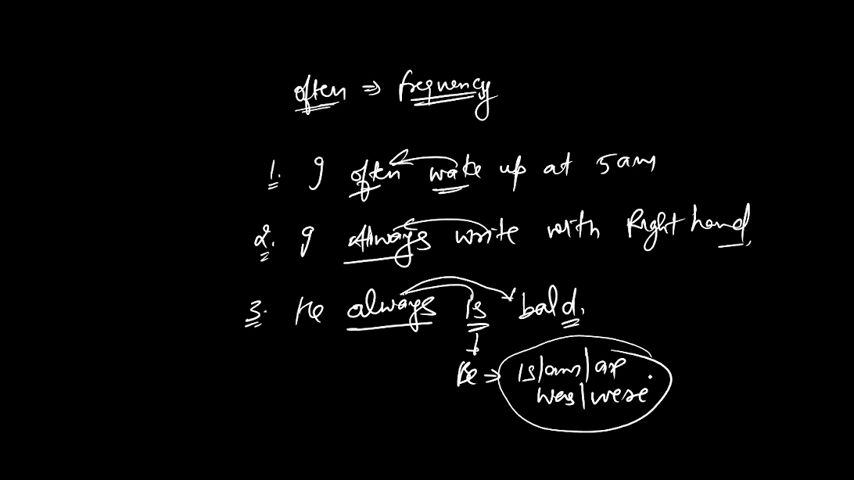 often ⇒ frequency
1. I often wake up at 5am
2. I Always write with Right hand
3. He always is bald.
Be ⇒ is/am/are
was/were